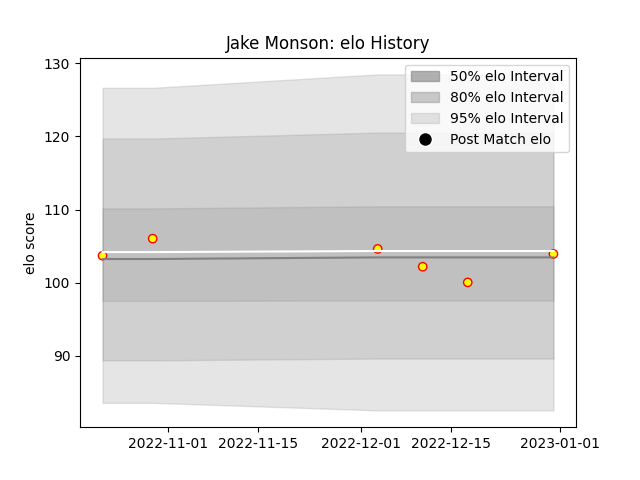 Jake Monson: elo History
130
120
110
100
90
elo score
50% elo Interval
80% elo Interval
95% elo Interval
Post Match elo
2022-11-01
2022-11-15
2022-12-01
2022-12-15
2023-01-01